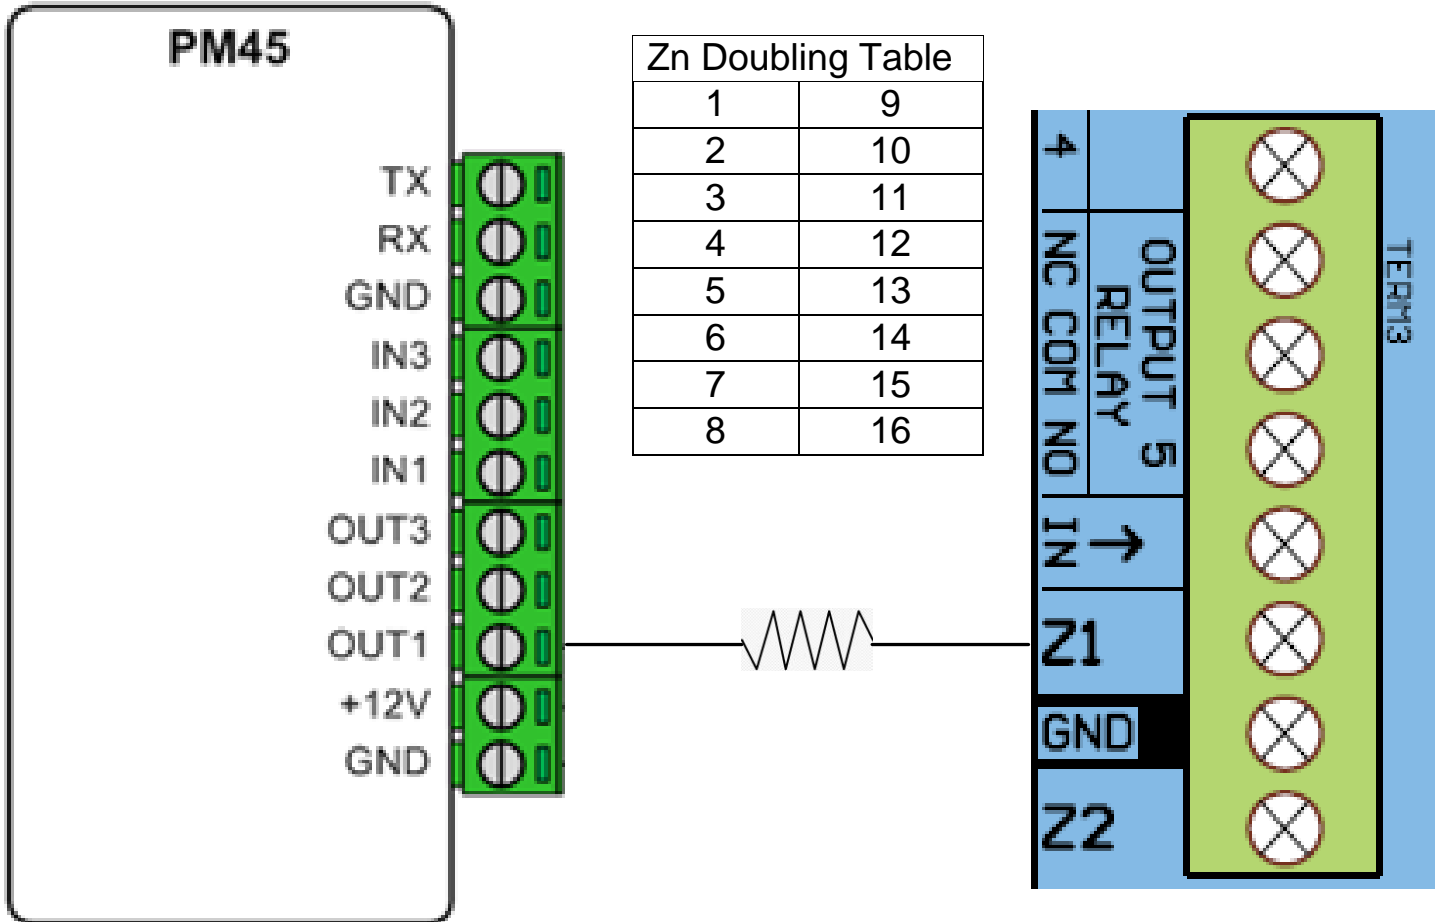 PM45
TX
RX
GND
IN3
IN2
IN1
OUT3
OUT2
OUT1
+12V
GND
Zn Doubling Table
1 9
2 10
3 11
4 12
5 13
6 14
7 15
8 16
4
NC COM NO
RELAY
OUTPUT 5
IN →
Z1
GND
Z2
TERM3